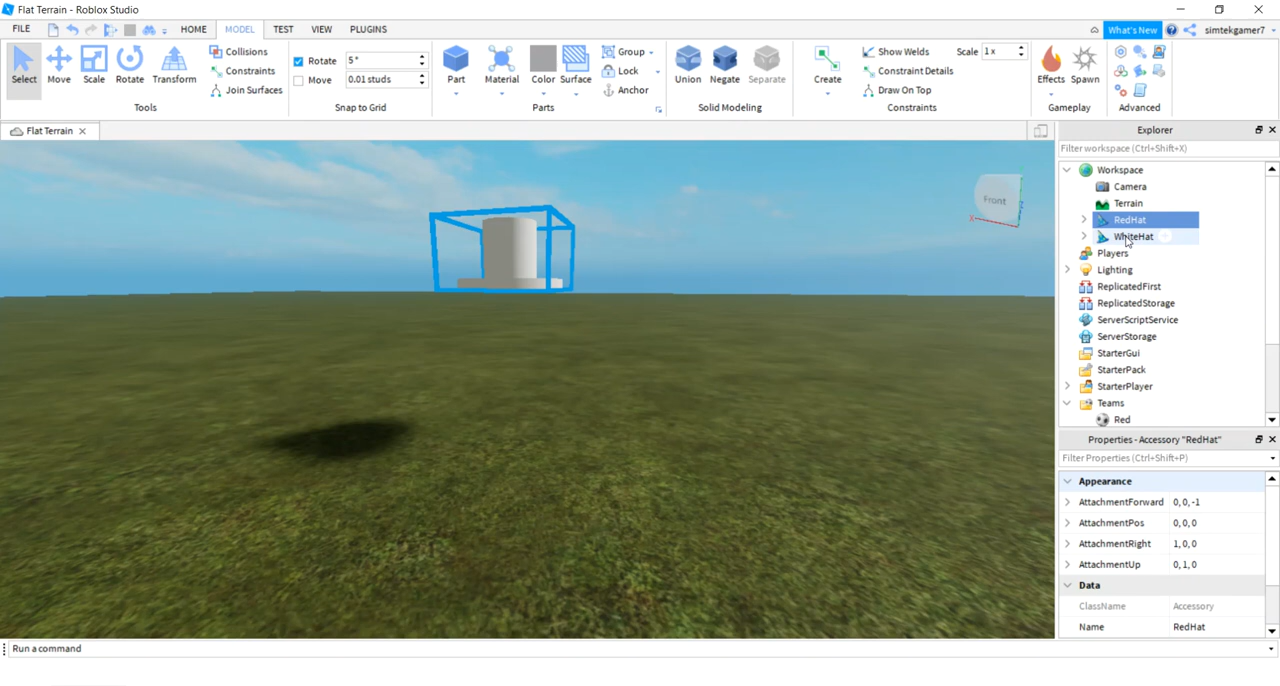 Flat Terrain - Roblox Studio
FILE HOME MODEL TEST VIEW PLUGINS What's New simtekgamer7
Select Move Scale Rotate Transform
Collisions
Constraints
Join Surfaces
Tools
Rotate 5°
Move 0.01 studs
Snap to Grid
Part Material Color Surface
Group
Lock
Anchor
Parts
Union Negate Separate
Solid Modeling
Create
Show Welds Scale 1 x
Constraint Details
Draw On Top
Constraints
Effects Spawn
Gameplay
Advanced
Flat Terrain
Front
X
Explorer
Filter workspace (Ctrl+Shift+X)
Workspace
Camera
Terrain
RedHat
WhiteHat
Players
Lighting
ReplicatedFirst
ReplicatedStorage
ServerScriptService
ServerStorage
StarterGui
StarterPack
StarterPlayer
Teams
Red
Properties - Accessory "RedHat"
Filter Properties (Ctrl+Shift+P)
Appearance
AttachmentForward 0, 0, -1
AttachmentPos 0, 0, 0
AttachmentRight 1, 0, 0
AttachmentUp 0, 1, 0
Data
ClassName Accessory
Name RedHat
Run a command